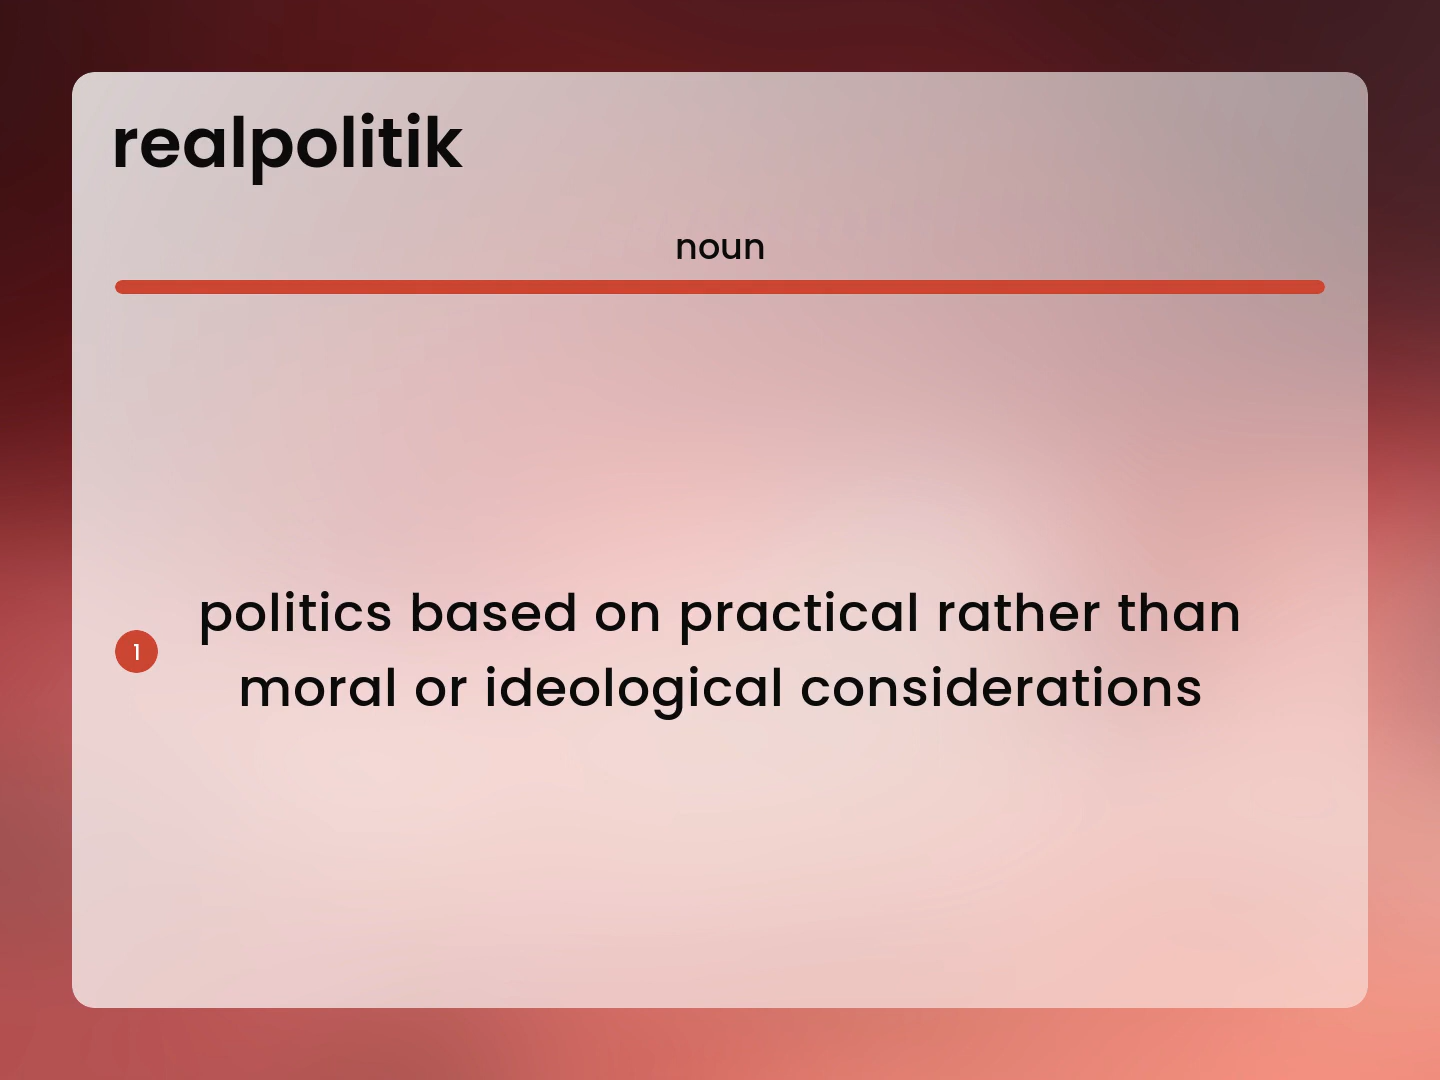 realpolitik
noun
1
politics based on practical rather than
moral or ideological considerations